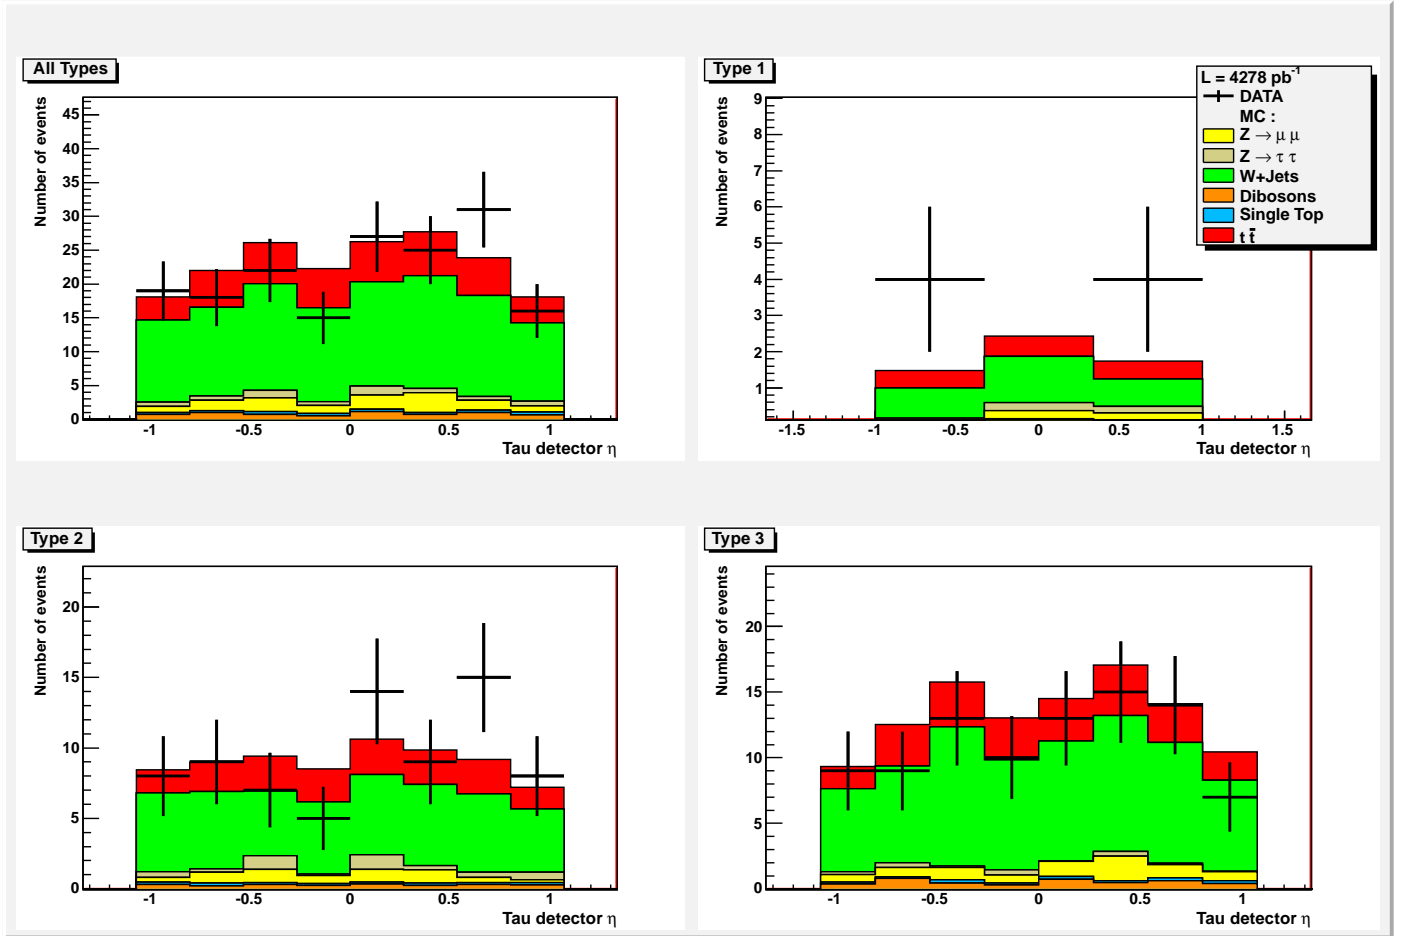 All Types
Number of events
45
40
35
30
25
20
15
10
5
0
-1 -0.5 0 0.5 1
Tau detector η
Type 1
Number of events
9
8
7
6
5
4
3
2
1
-1.5 -1 -0.5 0 0.5 1 1.5
Tau detector η
L = 4278 pb-1
DATA
MC :
Z → μ μ
Z → τ τ
W+Jets
Dibosons
Single Top
t t̄
Type 2
Number of events
20
15
10
5
0
-1 -0.5 0 0.5 1
Tau detector η
Type 3
Number of events
20
15
10
5
0
-1 -0.5 0 0.5 1
Tau detector η